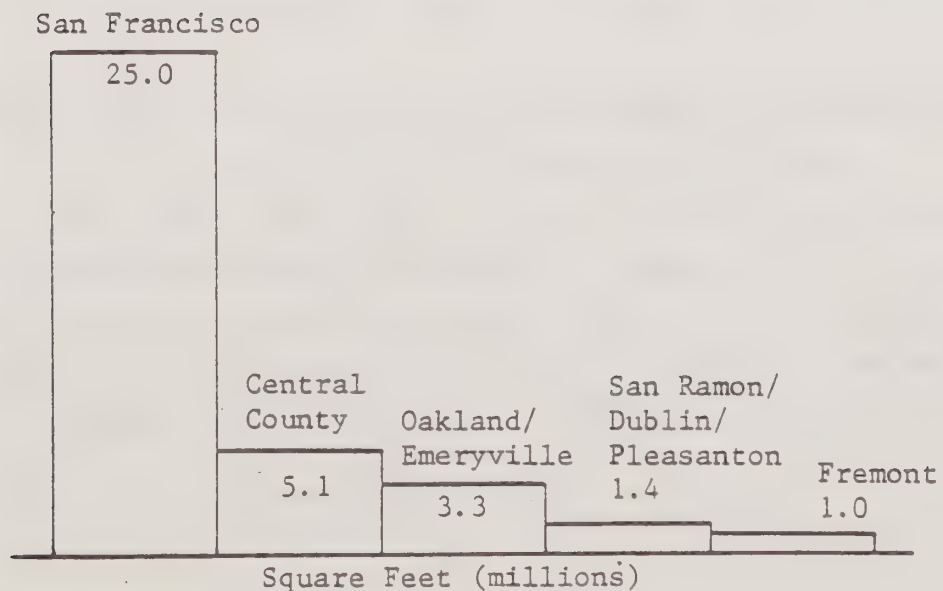 San Francisco
25.0
Central
County
5.1
Oakland/
Emeryville
3.3
San Ramon/
Dublin/
Pleasanton
1.4
Fremont
1.0
Square Feet (millions)